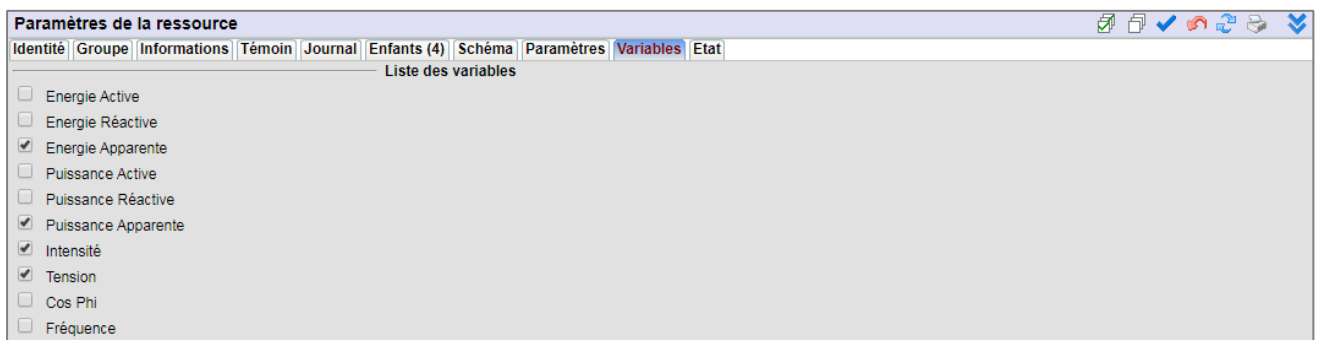 Paramètres de la ressource
Identité Groupe Informations Témoin Journal Enfants (4) Schéma Paramètres Variables Etat
Liste des variables
Energie Active
Energie Réactive
Energie Apparente
Puissance Active
Puissance Réactive
Puissance Apparente
Intensité
Tension
Cos Phi
Fréquence